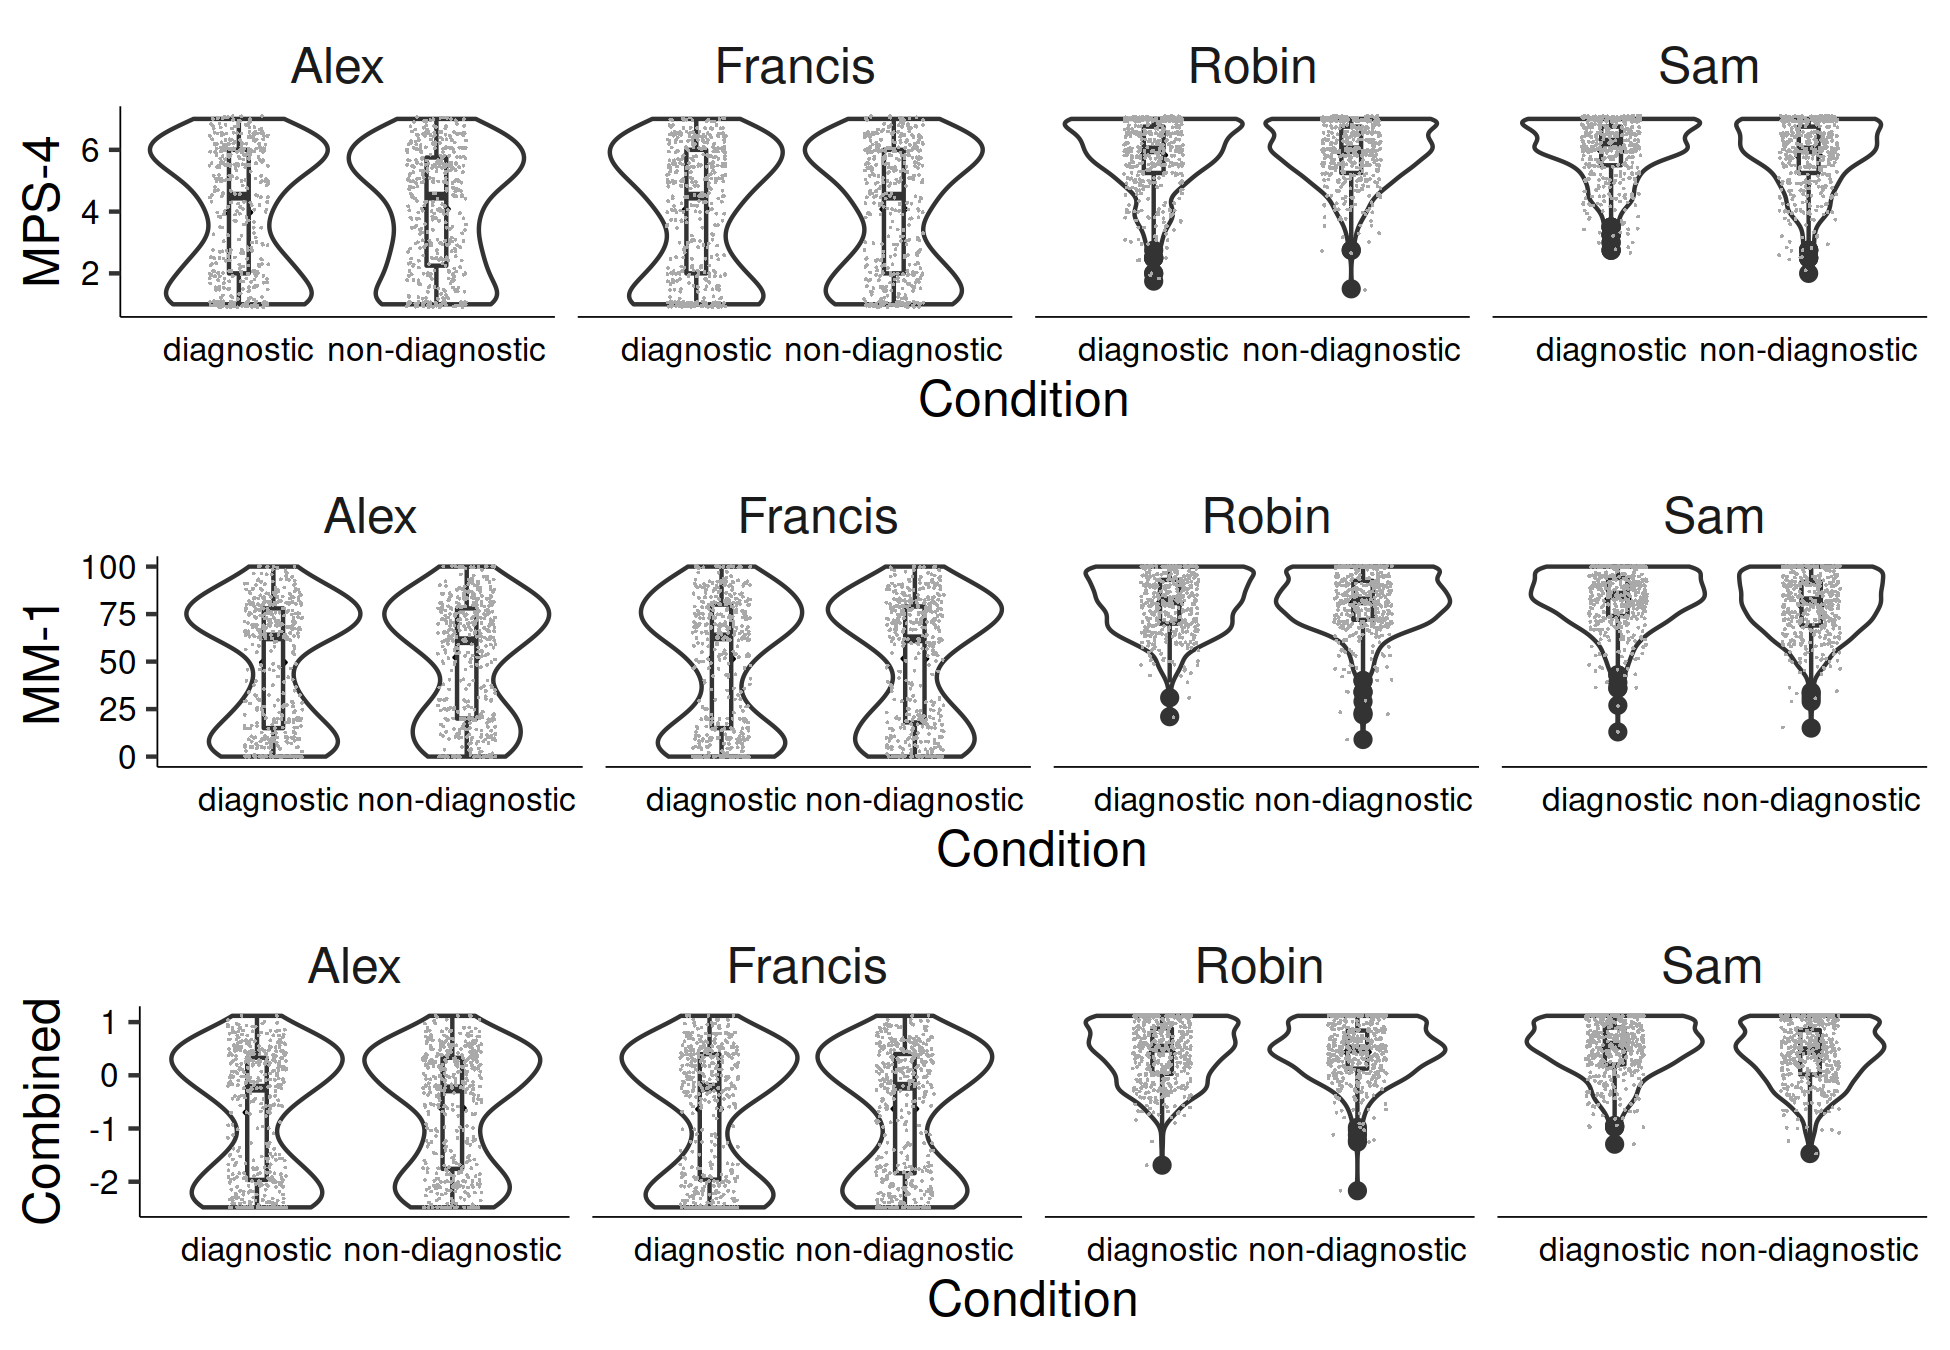 Alex Francis Robin Sam
MPS-4
6
4
2
diagnostic non-diagnostic diagnostic non-diagnostic diagnostic non-diagnostic diagnostic non-diagnostic
Condition
Alex Francis Robin Sam
MM-1
100
75
50
25
0
diagnostic non-diagnostic diagnostic non-diagnostic diagnostic non-diagnostic diagnostic non-diagnostic
Condition
Alex Francis Robin Sam
Combined
1
0
-1
-2
diagnostic non-diagnostic diagnostic non-diagnostic diagnostic non-diagnostic diagnostic non-diagnostic
Condition